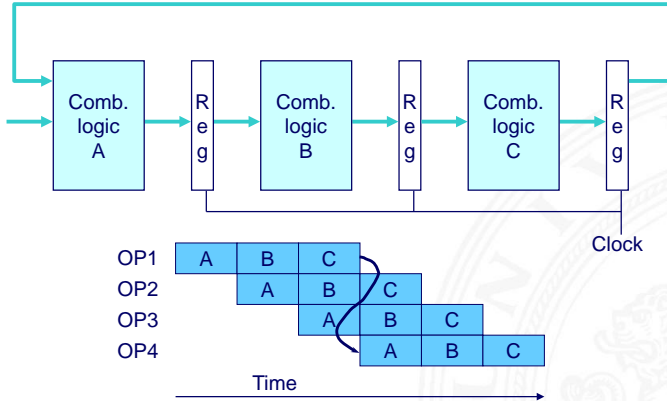 Comb.
logic
A
R
e
g
Comb.
logic
B
R
e
g
Comb.
logic
C
R
e
g
Clock
OP1 A B C
OP2 A B C
OP3 A B C
OP4 A B C
Time